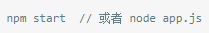 npm start  // 或者 node app.js